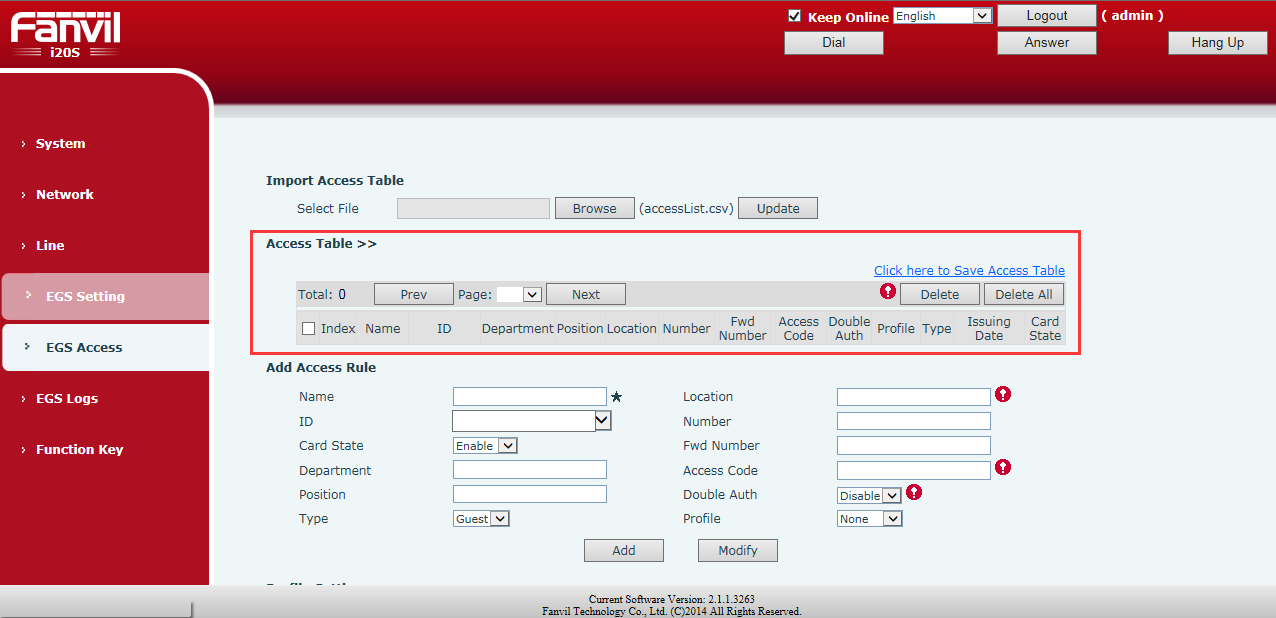 Fanvil
i20S
Keep Online English Logout ( admin )
Dial Answer Hang Up
System
Network
Line
EGS Setting
EGS Access
EGS Logs
Function Key
Import Access Table
Select File Browse (accessList.csv) Update
Access Table >>
Click here to Save Access Table
Total: 0 Prev Page: Next Delete Delete All
Index Name ID Department Position Location Number Fwd Number Access Code Double Auth Profile Type Issuing Date Card State
Add Access Rule
Name Location
ID Number
Card State Enable Fwd Number
Department Access Code
Position Double Auth Disable
Type Guest Profile None
Add Modify
Current Software Version: 2.1.1.3263
Fanvil Technology Co., Ltd. (C)2014 All Rights Reserved.